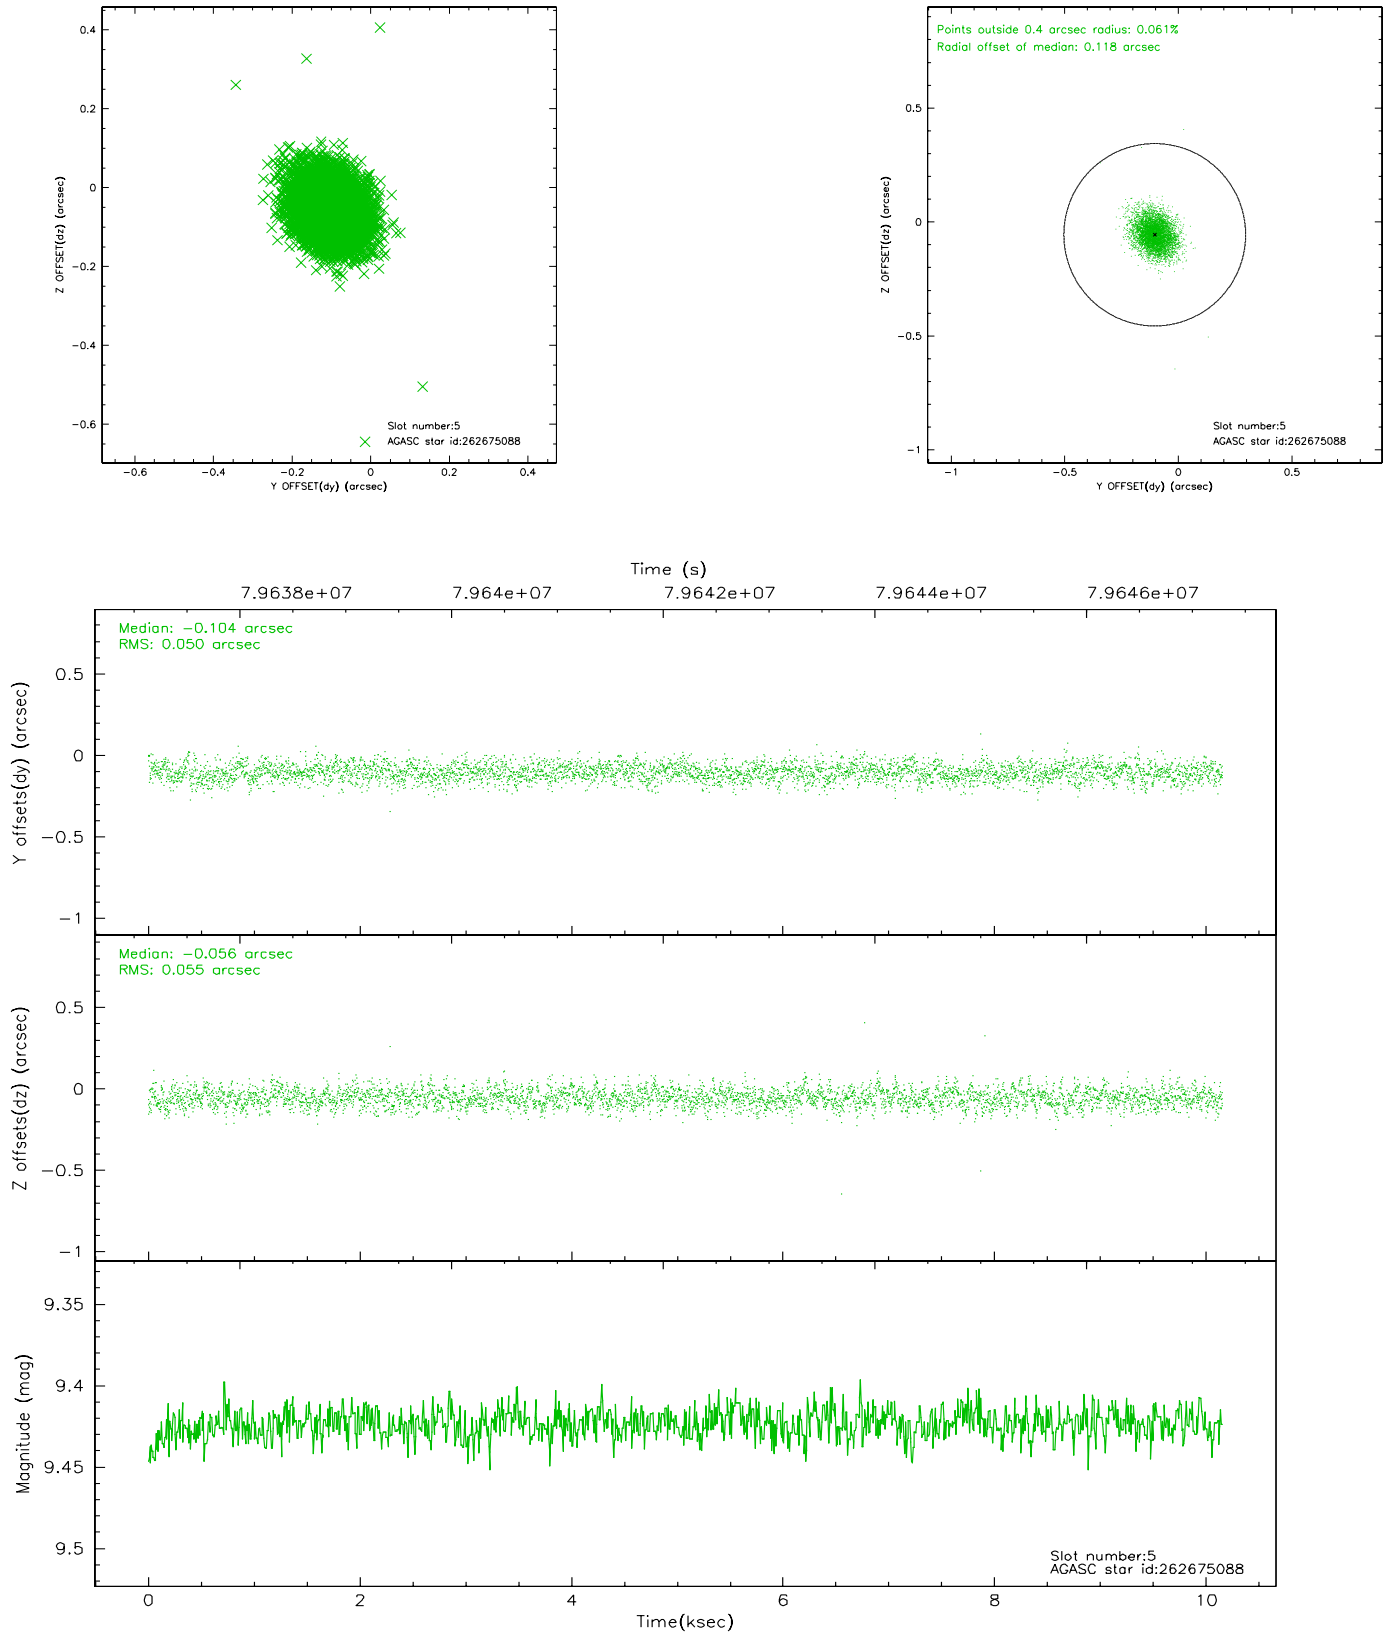 0.4
0.2
0
−0.2
−0.4
−0.6
Z OFFSET(dz) (arcsec)
−0.6
−0.4
−0.2
0
0.2
0.4
Y OFFSET(dy) (arcsec)
Slot number:5
AGASC star id:262675088
Points outside 0.4 arcsec radius: 0.061%
Radial offset of median: 0.118 arcsec
0.5
0
−0.5
−1
Z OFFSET(dz) (arcsec)
−1
−0.5
0
0.5
Y OFFSET(dy) (arcsec)
Slot number:5
AGASC star id:262675088
Time (s)
7.9638e+07
7.964e+07
7.9642e+07
7.9644e+07
7.9646e+07
Median: −0.104 arcsec
RMS: 0.050 arcsec
0.5
0
−0.5
−1
Y offsets(dy) (arcsec)
Median: −0.056 arcsec
RMS: 0.055 arcsec
0.5
0
−0.5
−1
Z offsets(dz) (arcsec)
9.35
9.4
9.45
9.5
Magnitude (mag)
Slot number:5
AGASC star id:262675088
0
2
4
6
8
10
Time(ksec)